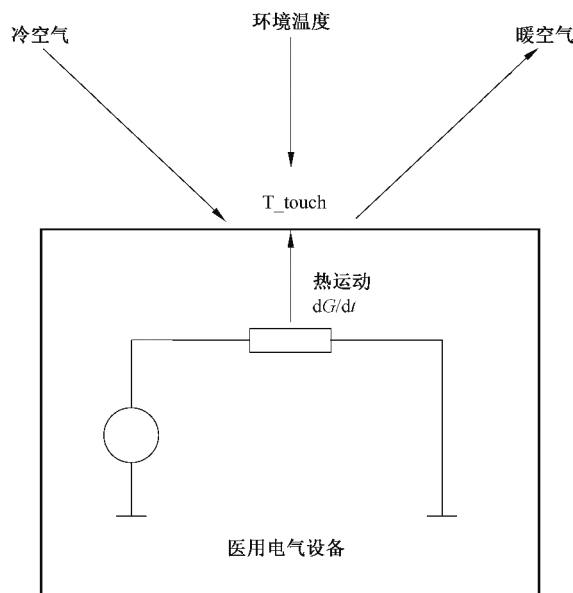 冷空气
环境温度
暖空气
T_touch
热运动
dG/dt
医用电气设备